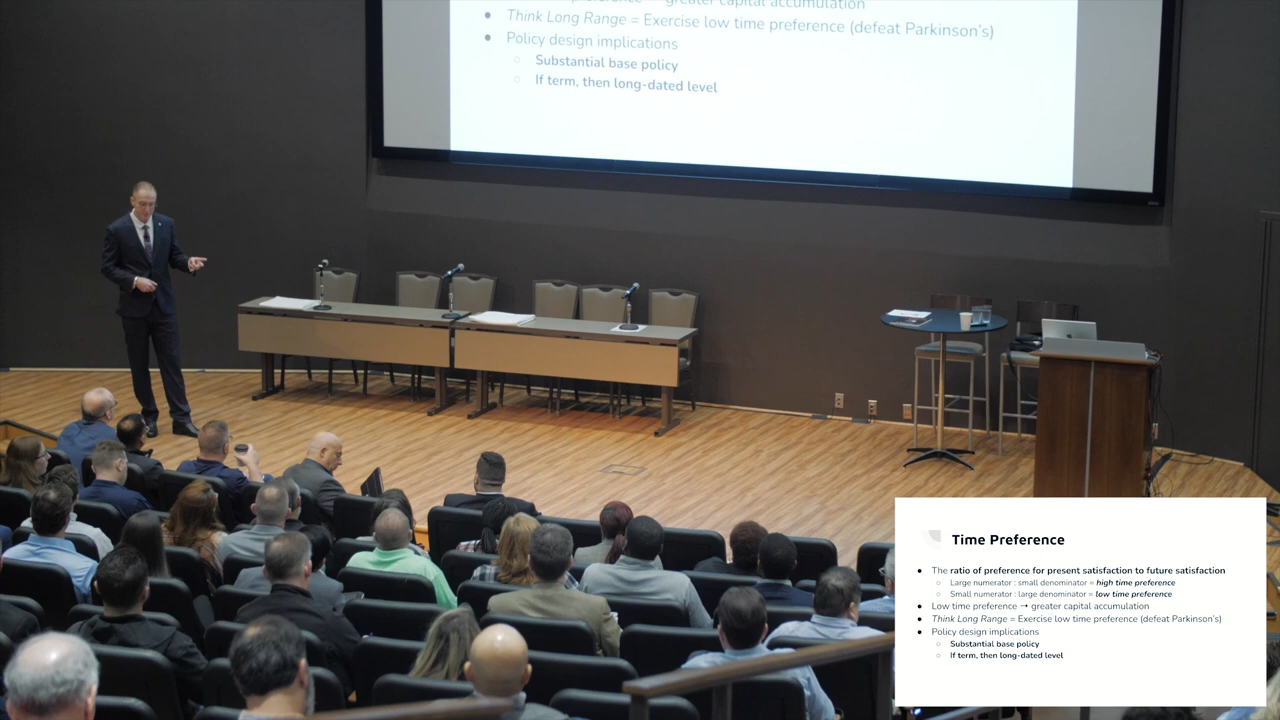 greater capital accumulation
Think Long Range = Exercise low time preference (defeat Parkinson's)
Policy design implications
Substantial base policy
If term, then long-dated level
Time Preference
The ratio of preference for present satisfaction to future satisfaction
Large numerator : small denominator = high time preference
Small numerator : large denominator = low time preference
Low time preference → greater capital accumulation
Think Long Range = Exercise low time preference (defeat Parkinson's)
Policy design implications
Substantial base policy
If term, then long-dated level